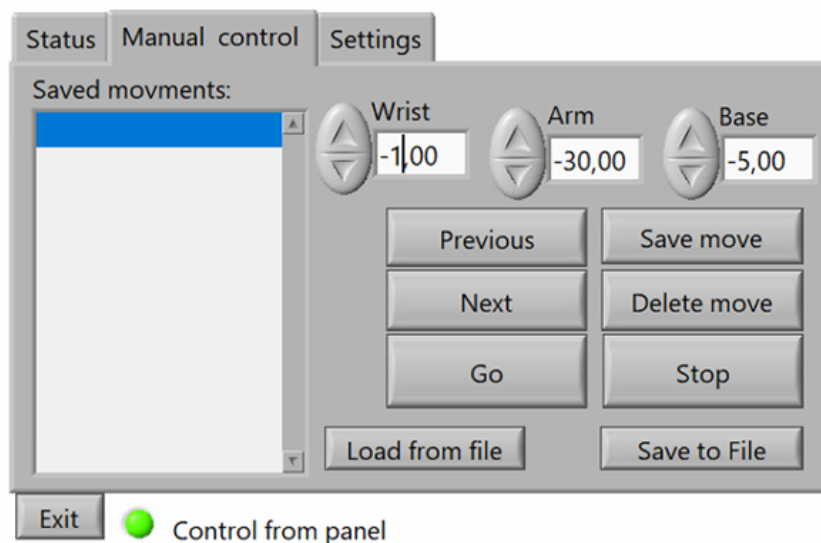 Status Manual control Settings
Saved movments:
Wrist Arm Base
-1,00 -30,00 -5,00
Previous Save move
Next Delete move
Go Stop
Load from file Save to File
Exit Control from panel